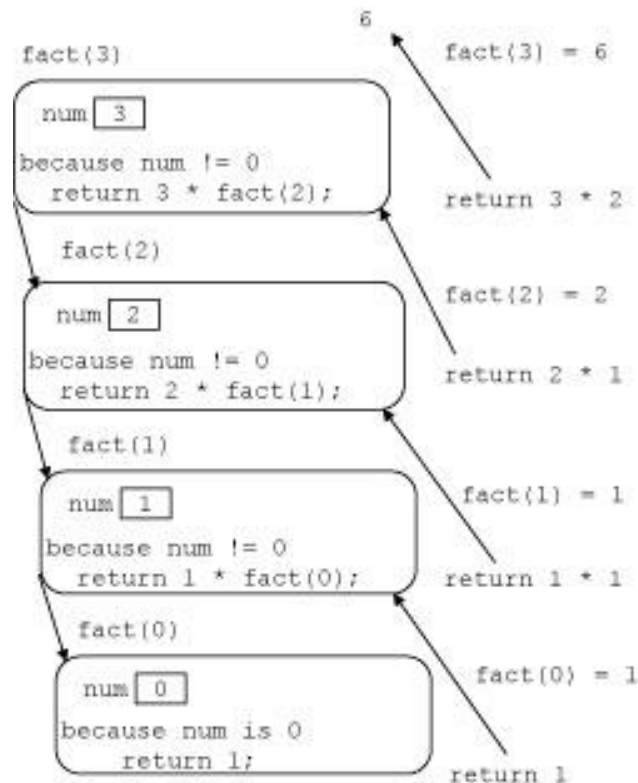 6
fact(3)
fact(3) = 6
num 3
because num != 0
return 3 * fact(2);
return 3 * 2
fact(2)
fact(2) = 2
num 2
because num != 0
return 2 * fact(1);
return 2 * 1
fact(1)
fact(1) = 1
num 1
because num != 0
return 1 * fact(0);
return 1 * 1
fact(0)
fact(0) = 1
num 0
because num is 0
return 1;
return 1